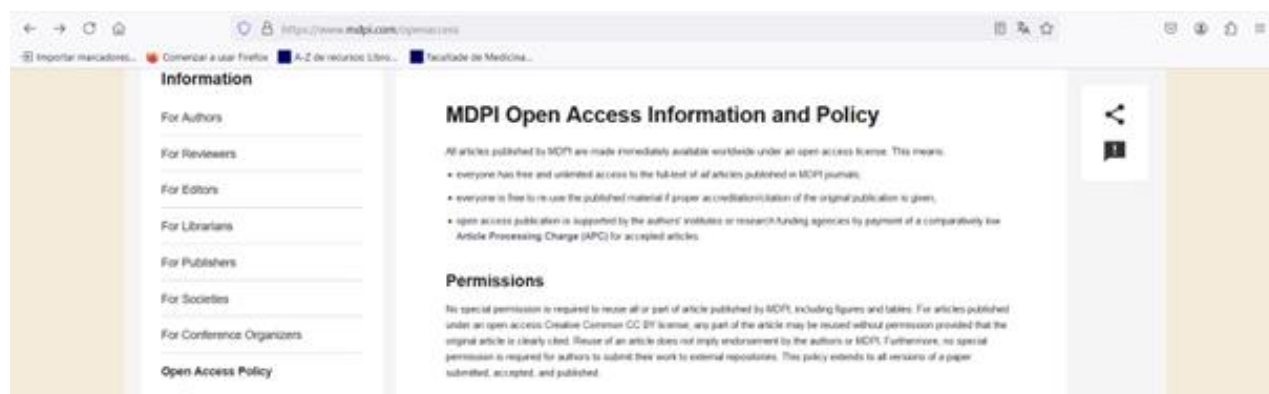 https://www.mdpi.com/openaccess
Importar marcadores... Comenzar a usar Firefox A-Z de recursos Libro... Facultade de Medicina...
Information
For Authors
For Reviewers
For Editors
For Librarians
For Publishers
For Societies
For Conference Organizers
Open Access Policy
MDPI Open Access Information and Policy
All articles published by MDPI are made immediately available worldwide under an open access license. This means:
• everyone has free and unlimited access to the full-text of all articles published in MDPI journals;
• everyone is free to re-use the published material if proper accreditation/citation of the original publication is given;
• open access publication is supported by the authors' institutes or research funding agencies by payment of a comparatively low
Article Processing Charge (APC) for accepted articles.
Permissions
No special permission is required to reuse all or part of article published by MDPI, including figures and tables. For articles published
under an open access Creative Common CC BY license, any part of the article may be reused without permission provided that the
original article is clearly cited. Reuse of an article does not imply endorsement by the authors or MDPI. Furthermore, no special
permission is required for authors to submit their work to external repositories. This policy extends to all versions of a paper
submitted, accepted, and published.